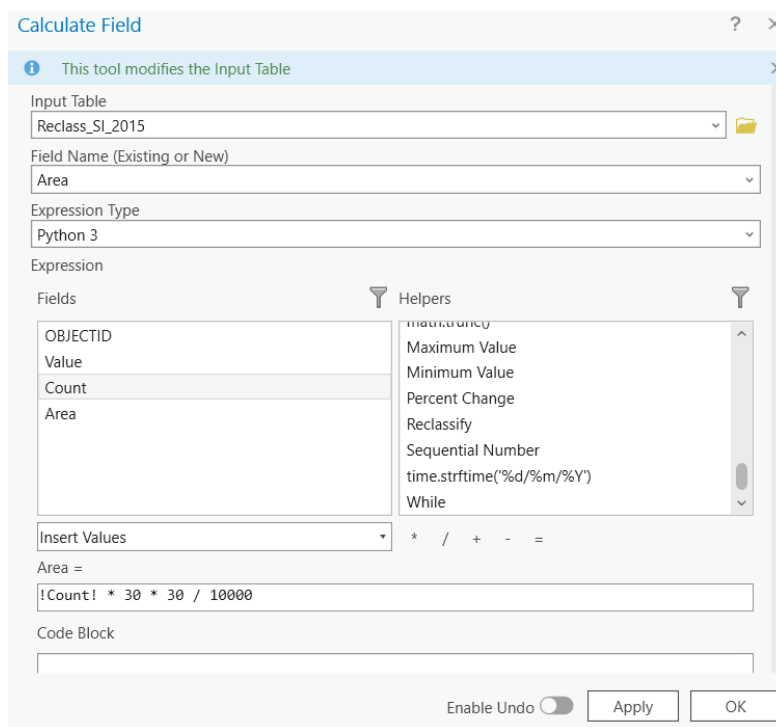 Calculate Field ?
This tool modifies the Input Table
Input Table
Reclass_SI_2015
Field Name (Existing or New)
Area
Expression Type
Python 3
Expression
Fields
OBJECTID
Value
Count
Area
Helpers
math.trunc()
Maximum Value
Minimum Value
Percent Change
Reclassify
Sequential Number
time.strftime('%d/%m/%Y')
While
Insert Values
* / + - =
Area =
!Count! * 30 * 30 / 10000
Code Block
Enable Undo
Apply
OK